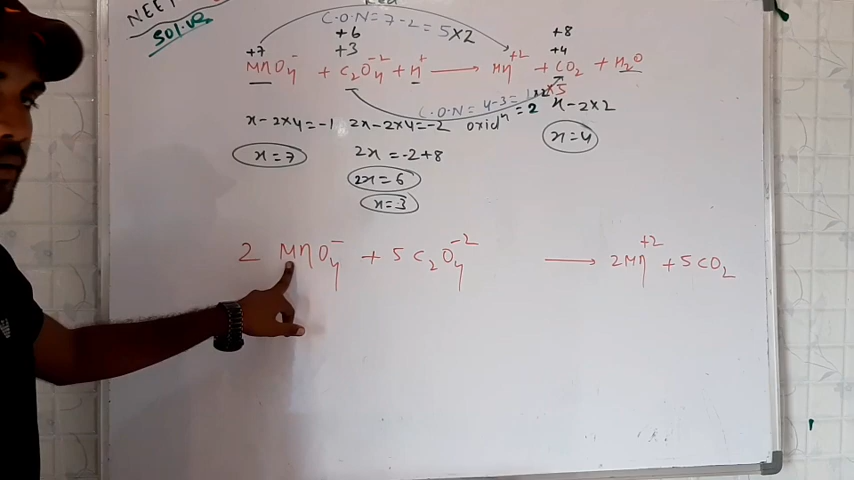 NEET
Red
solve
C.O.N = 7-2 = 5×2
+6 +8
+7 +3 +4
MnO₄⁻ + C₂O₄⁻² + H⁺ ⟶ Mn⁺² + CO₂ + H₂O
C.O.N = 4-3 = 1×2 ×5
= 2
x-2×4=-1 2x-2×4=-2 oxidⁿ x-2×2
x=7 2x=-2+8 x=4
2x=6
x=3
2 MnO₄⁻ + 5 C₂O₄⁻² ⟶ 2Mn⁺² + 5CO₂